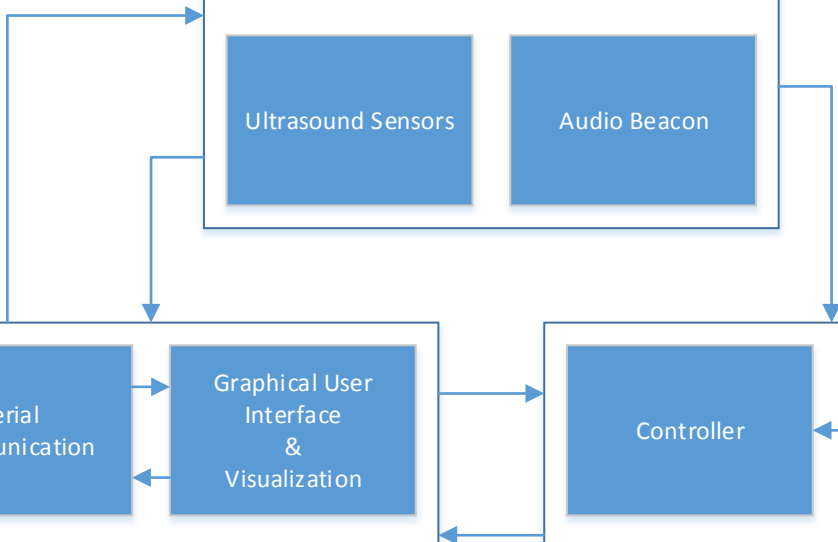 Ultrasound Sensors
Audio Beacon
Graphical User
Interface
&
Visualization
Controller